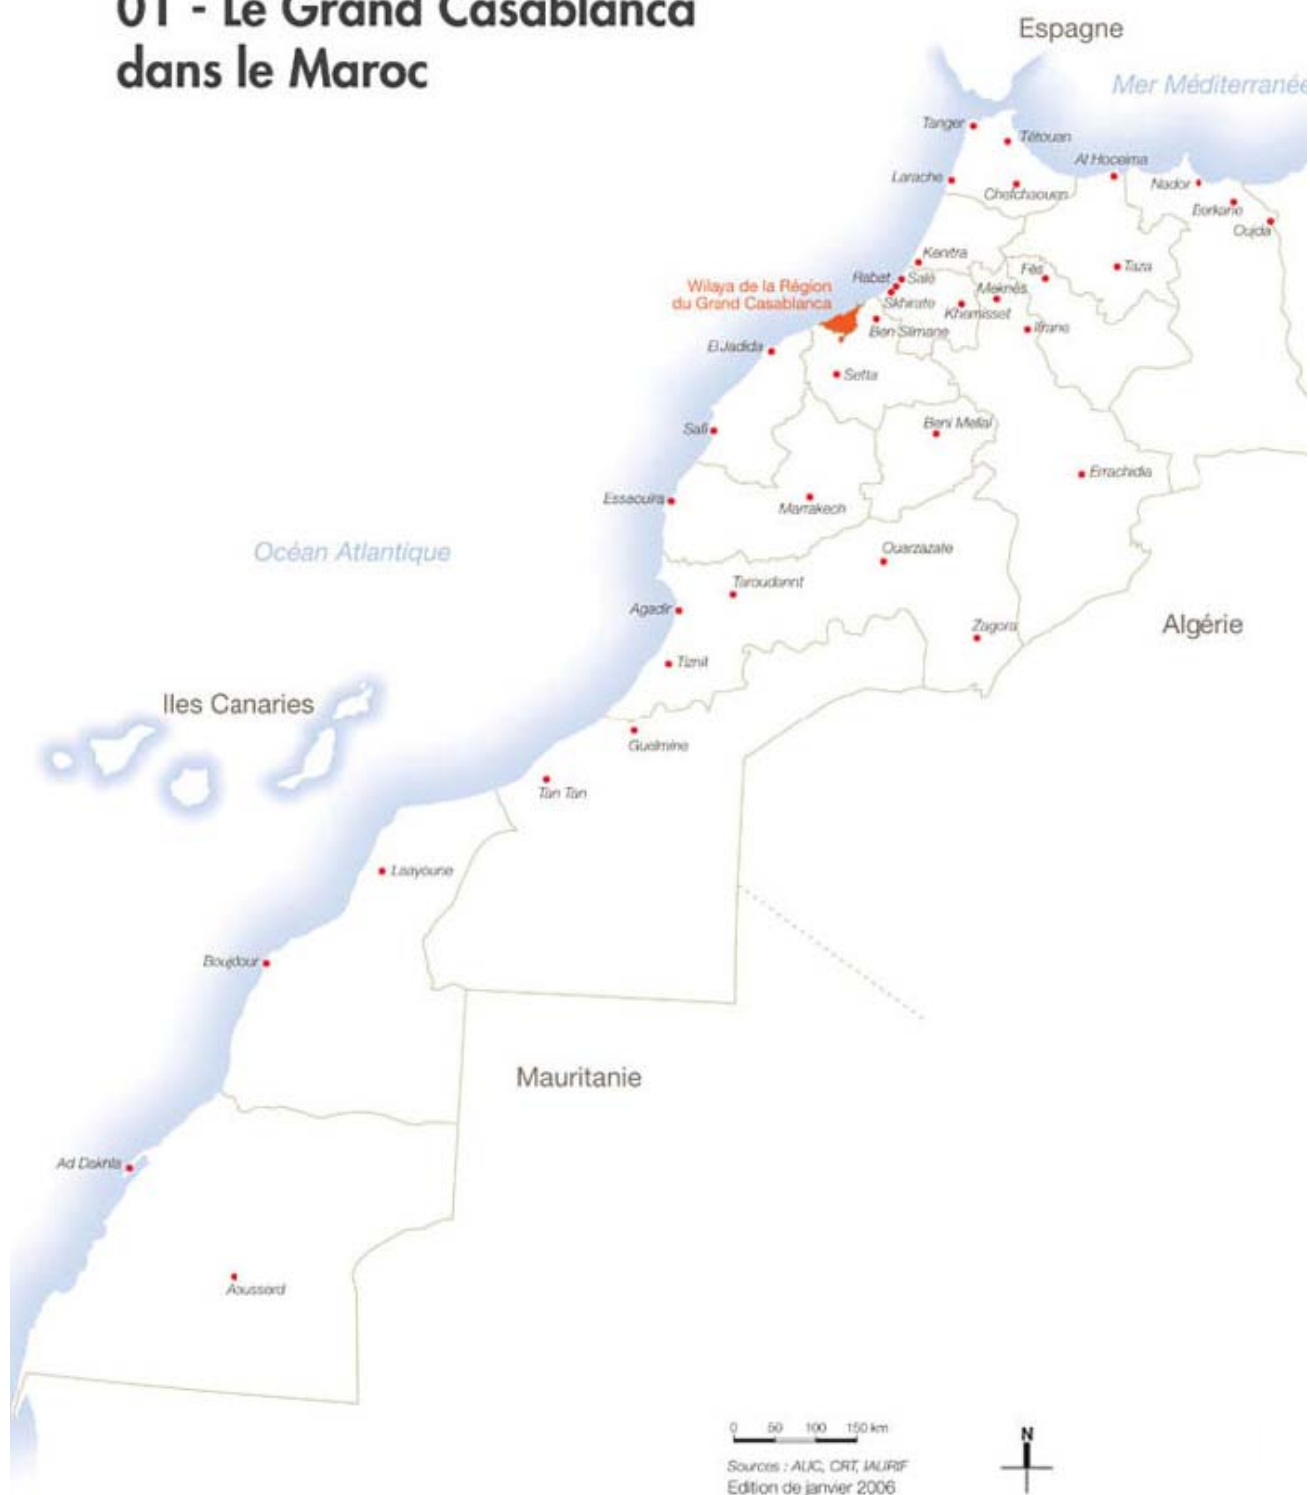 01 - Le Grand Casablanca
dans le Maroc
Espagne
Mer Méditerranée
Tanger
Tétouan
Al Hoceima
Larache
Chefchaouen
Nador
Berkane
Oujda
Kenitra
Rabat
Salé
Fès
Taza
Wilaya de la Région
du Grand Casablanca
Meknès
Skhirate
Khemisset
Ben Slimane
Ifrane
El Jadida
Setta
Safi
Beni Mellal
Errachidia
Essaouira
Marrakech
Océan Atlantique
Ouarzazate
Taroudannt
Agadir
Algérie
Zagora
Tiznit
Iles Canaries
Guelmine
Tan Tan
Laayoune
Boujdour
Mauritanie
Ad Dakhla
Aoussard
0 50 100 150 km
N
Sources : AUC, CRT, IAURIF
Edition de janvier 2006